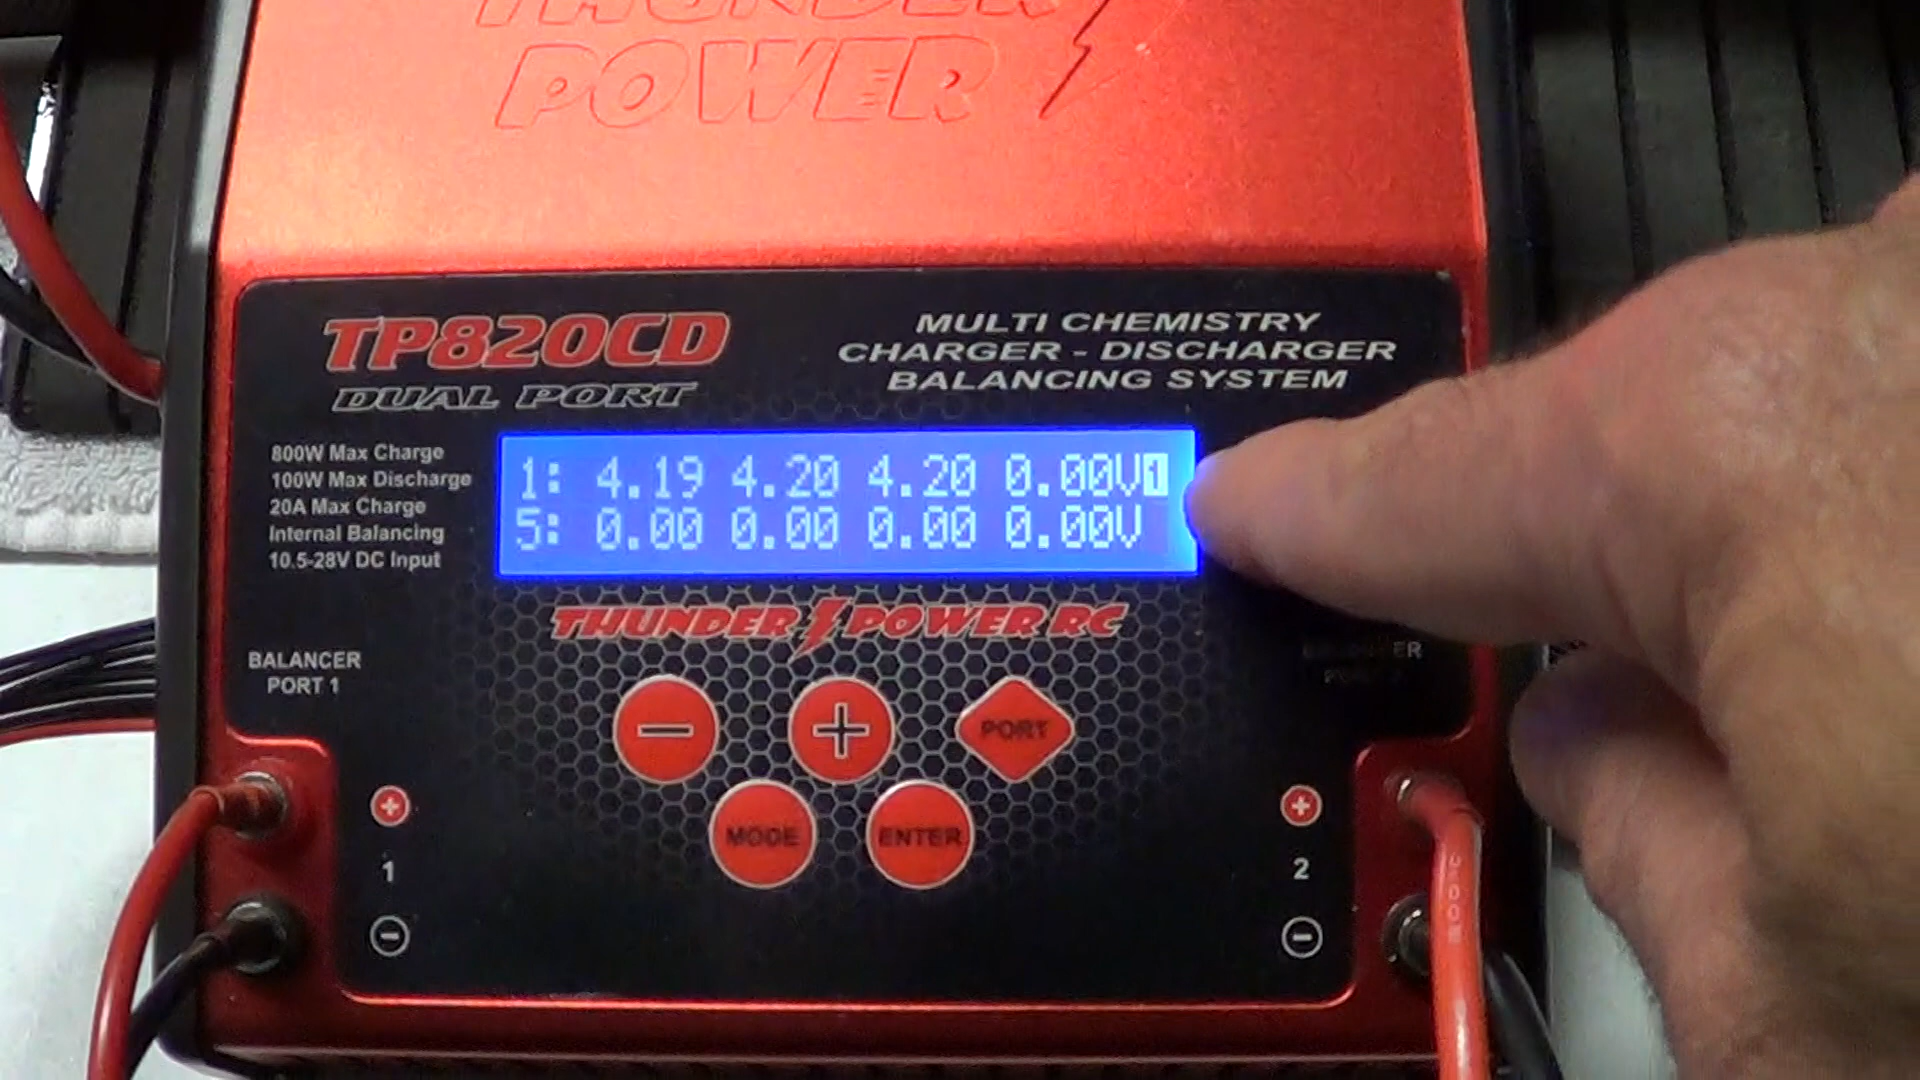 THUNDER
POWER
TP820CD
DUAL PORT
MULTI CHEMISTRY
CHARGER - DISCHARGER
BALANCING SYSTEM
800W Max Charge
100W Max Discharge
20A Max Charge
Internal Balancing
10.5-28V DC Input
1: 4.19 4.20 4.20 0.00V1
5: 0.00 0.00 0.00 0.00V
THUNDER POWER RC
BALANCER
PORT 1
- + PORT
MODE ENTER
+ +
1 2
- -